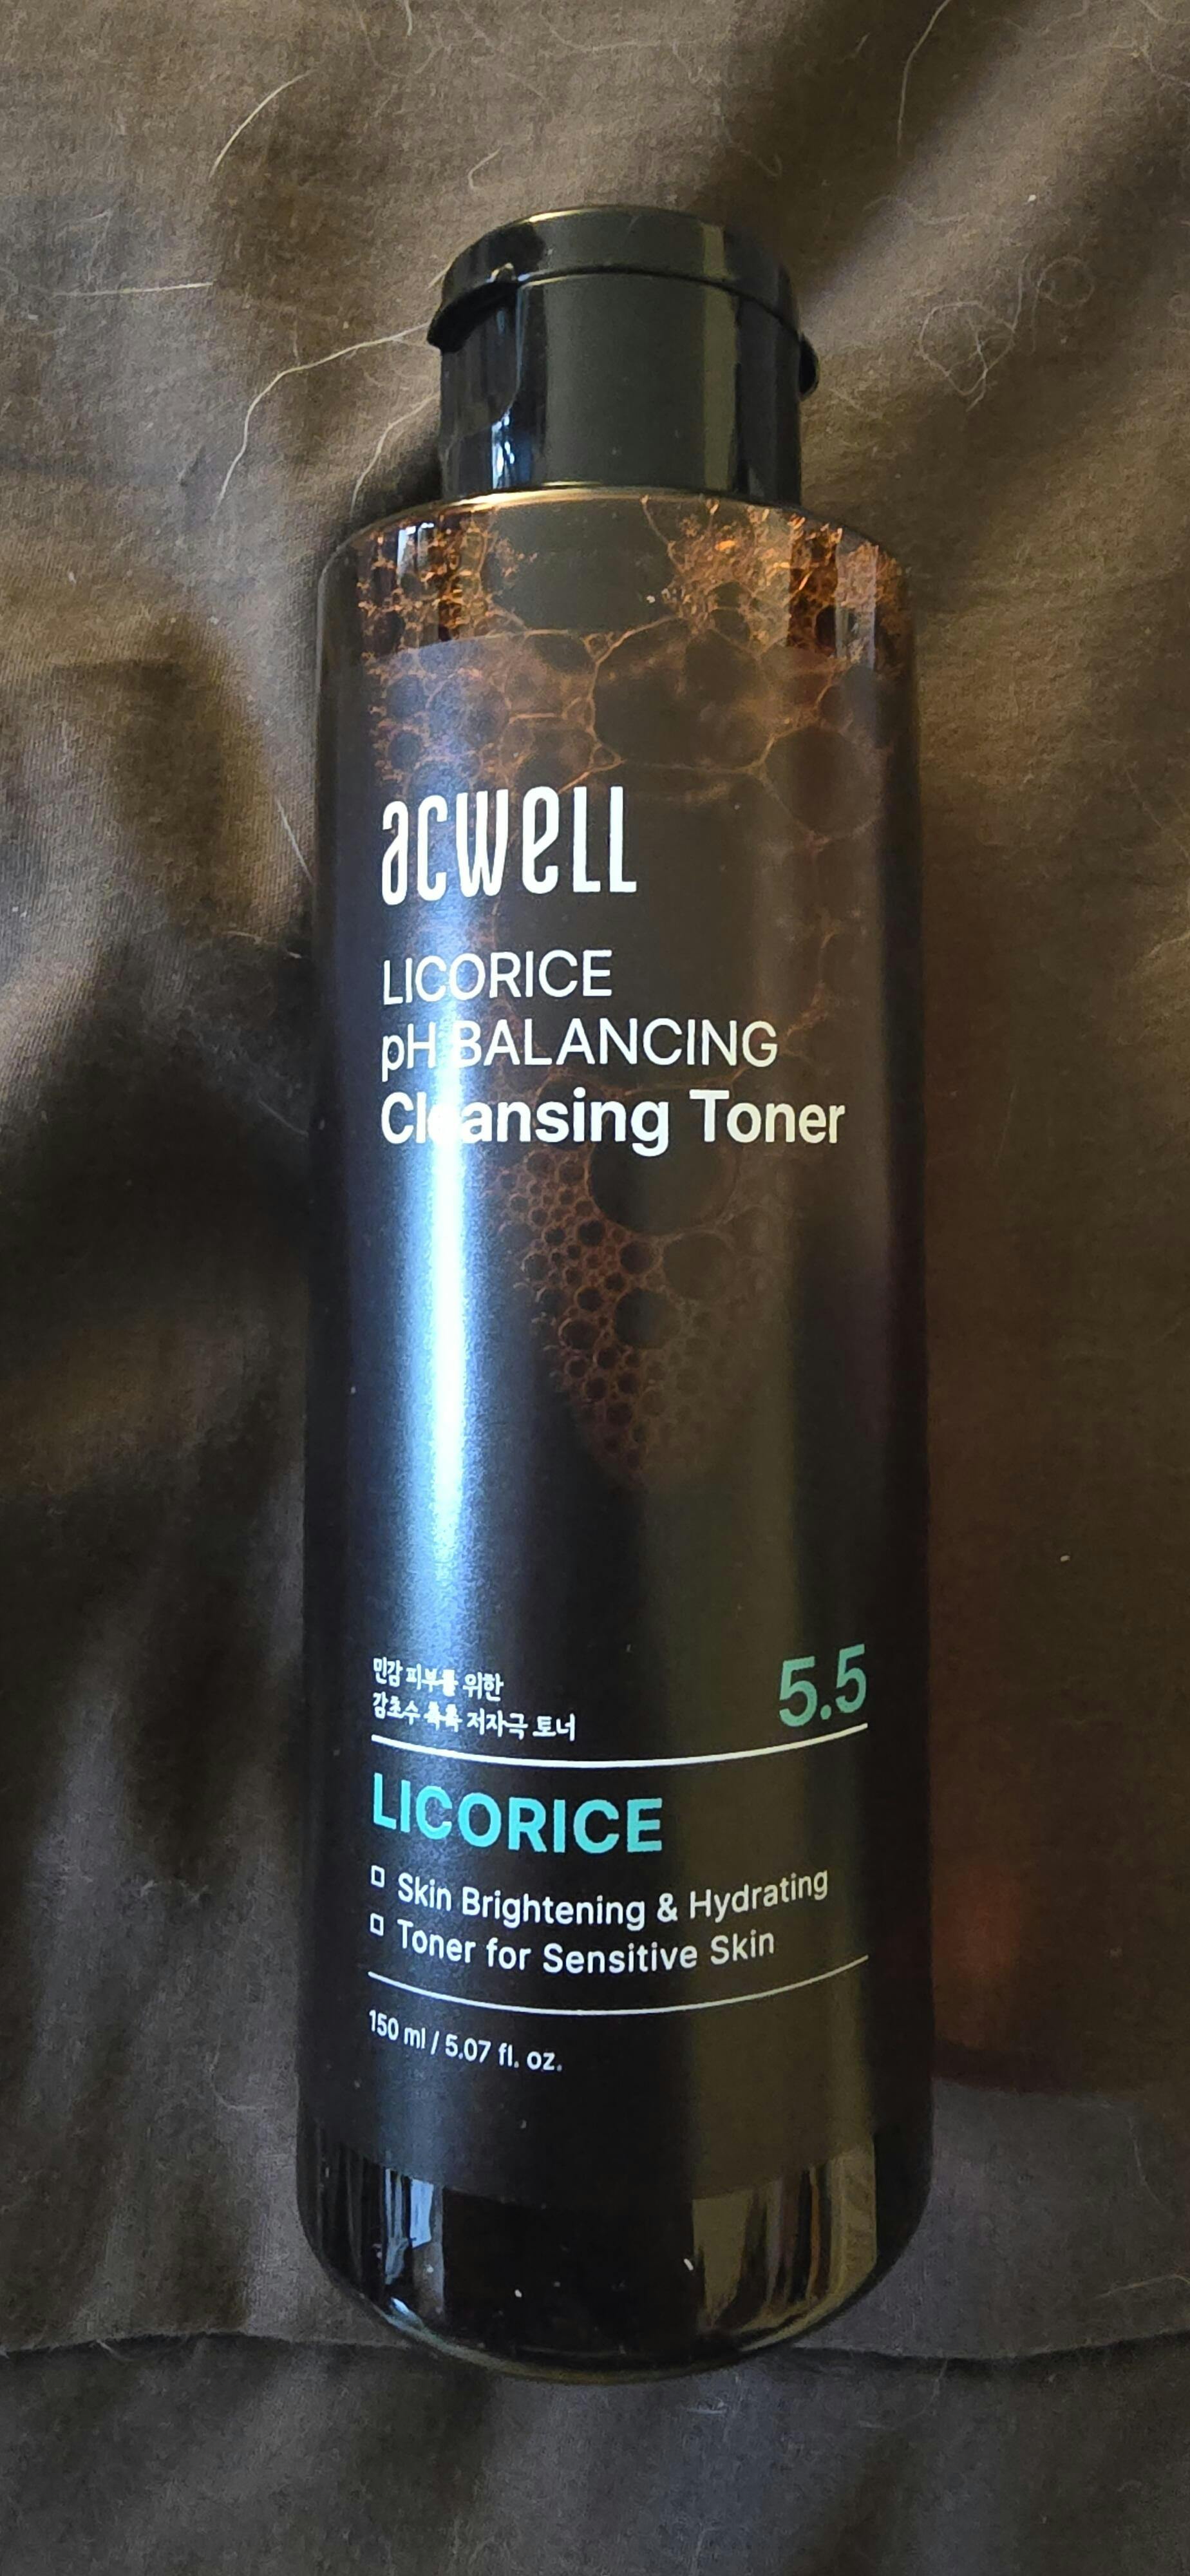 acwell
LICORICE
pH BALANCING
Cleansing Toner
민감 피부를 위한
감초수 촉촉 저자극 토너
5.5
LICORICE
Skin Brightening & Hydrating
Toner for Sensitive Skin
150 ml / 5.07 fl. oz.